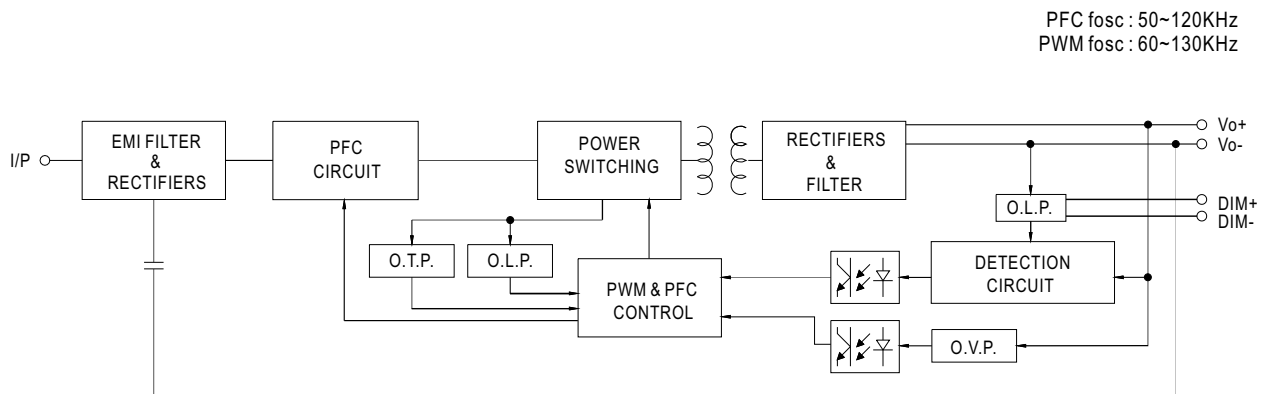 PFC fosc : 50~120KHz
PWM fosc : 60~130KHz
I/P
EMI FILTER
&
RECTIFIERS
PFC
CIRCUIT
POWER
SWITCHING
RECTIFIERS
&
FILTER
Vo+
Vo-
O.L.P.
DIM+
DIM-
O.T.P.
O.L.P.
PWM & PFC
CONTROL
DETECTION
CIRCUIT
O.V.P.